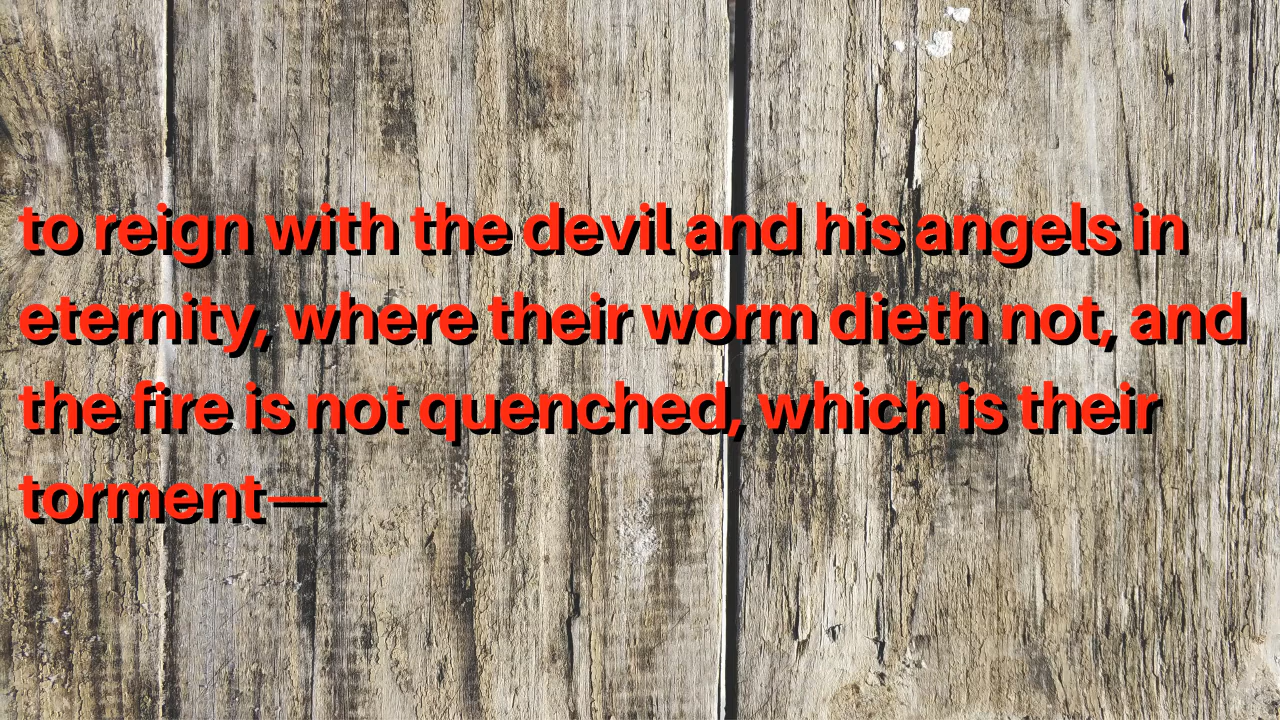 to reign with the devil and his angels in
eternity, where their worm dieth not, and
the fire is not quenched, which is their
torment—